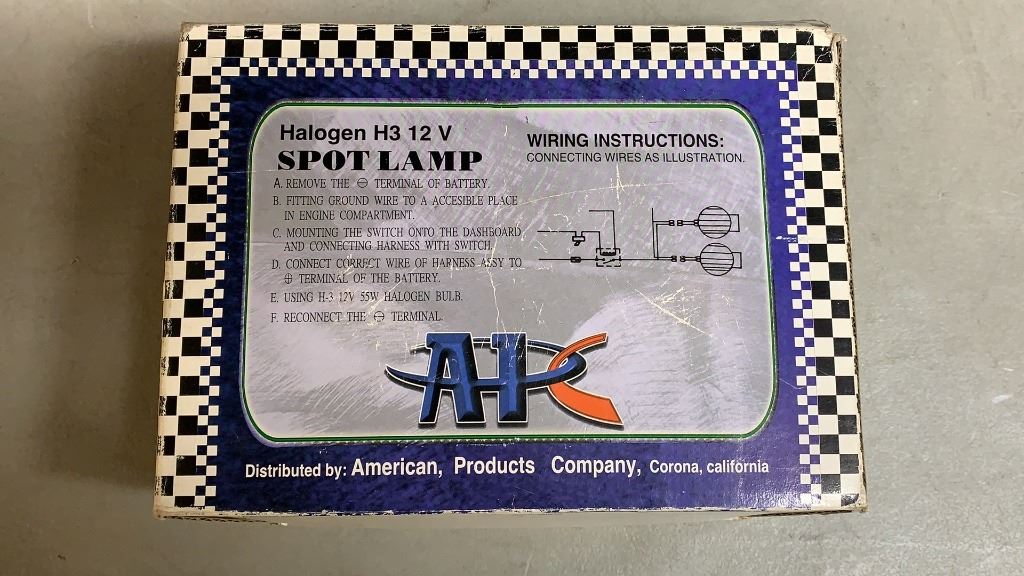 Halogen H3 12 V
SPOT LAMP
A. REMOVE THE ⊖ TERMINAL OF BATTERY.
B. FITTING GROUND WIRE TO A ACCESIBLE PLACE
IN ENGINE COMPARTMENT.
C. MOUNTING THE SWITCH ONTO THE DASHBOARD
AND CONNECTING HARNESS WITH SWITCH.
D. CONNECT CORRECT WIRE OF HARNESS ASSY TO
⊕ TERMINAL OF THE BATTERY.
E. USING H-3 12V 55W HALOGEN BULB.
F. RECONNECT THE ⊖ TERMINAL.
WIRING INSTRUCTIONS:
CONNECTING WIRES AS ILLUSTRATION.
Distributed by: American, Products Company, Corona, california